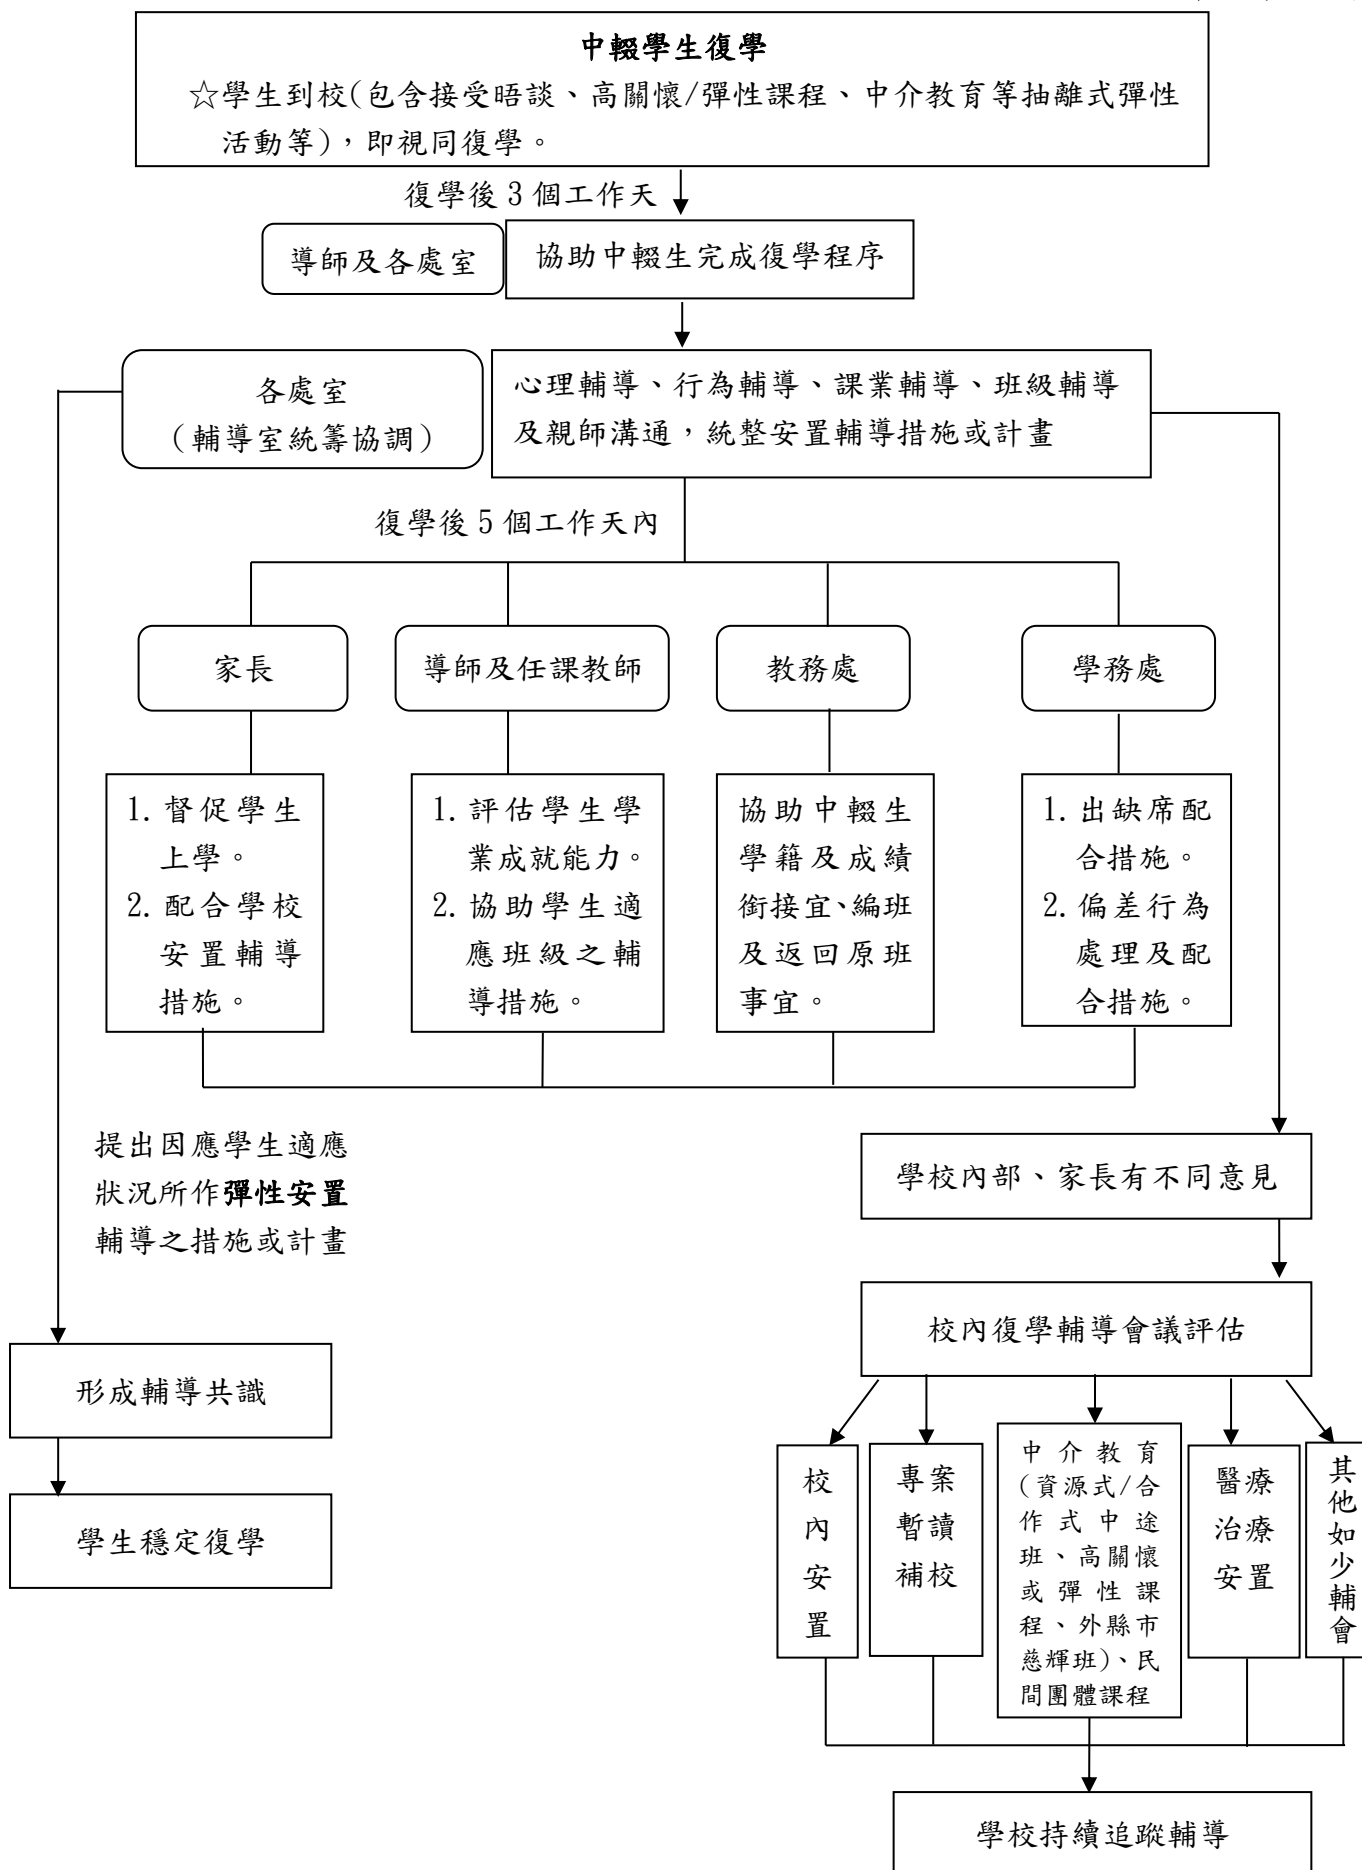 中輟學生復學
☆學生到校(包含接受晤談、高關懷/彈性課程、中介教育等抽離式彈性
活動等)，即視同復學。
復學後3個工作天
導師及各處室
協助中輟生完成復學程序
各處室
(輔導室統籌協調)
心理輔導、行為輔導、課業輔導、班級輔導
及親師溝通，統整安置輔導措施或計畫
復學後5個工作天內
家長
導師及任課教師
教務處
學務處
1. 督促學生
上學。
2. 配合學校
安置輔導
措施。
1. 評估學生學
業成就能力。
2. 協助學生適
應班級之輔
導措施。
協助中輟生
學籍及成績
銜接宜、編班
及返回原班
事宜。
1. 出缺席配
合措施。
2. 偏差行為
處理及配
合措施。
提出因應學生適應
狀況所作彈性安置
輔導之措施或計畫
學校內部、家長有不同意見
校內復學輔導會議評估
形成輔導共識
學生穩定復學
校
內
安
置
專案
暫讀
補校
中介教育
(資源式/合
作式中途
班、高關懷
或彈性課
程、外縣市
慈輝班)、民
間團體課程
醫療
治療
安置
其
他
如
少
輔
會
學校持續追蹤輔導